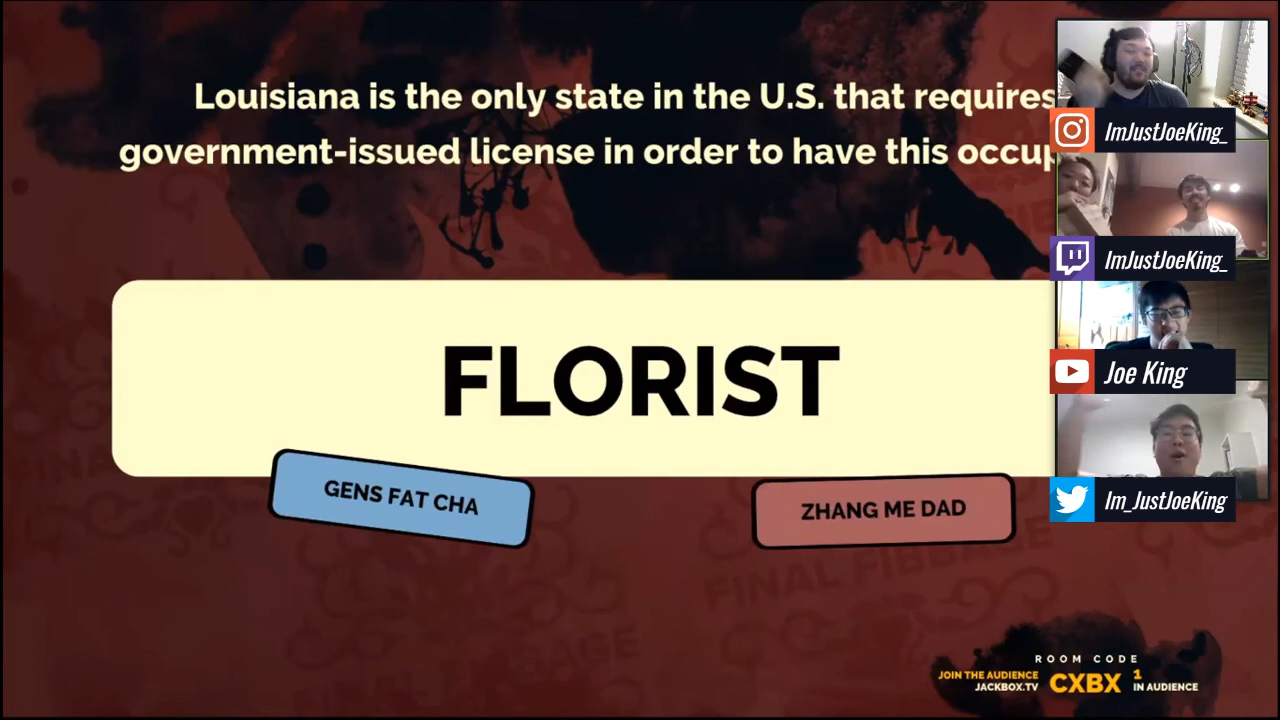 Louisiana is the only state in the U.S. that requires
government-issued license in order to have this occup
FLORIST
GENS FAT CHA
ZHANG ME DAD
ImJustJoeKing_
ImJustJoeKing_
Joe King
Im_JustJoeKing
FINAL FIBBAGE
ROOM CODE
JOIN THE AUDIENCE
JACKBOX.TV
CXBX
1
IN AUDIENCE